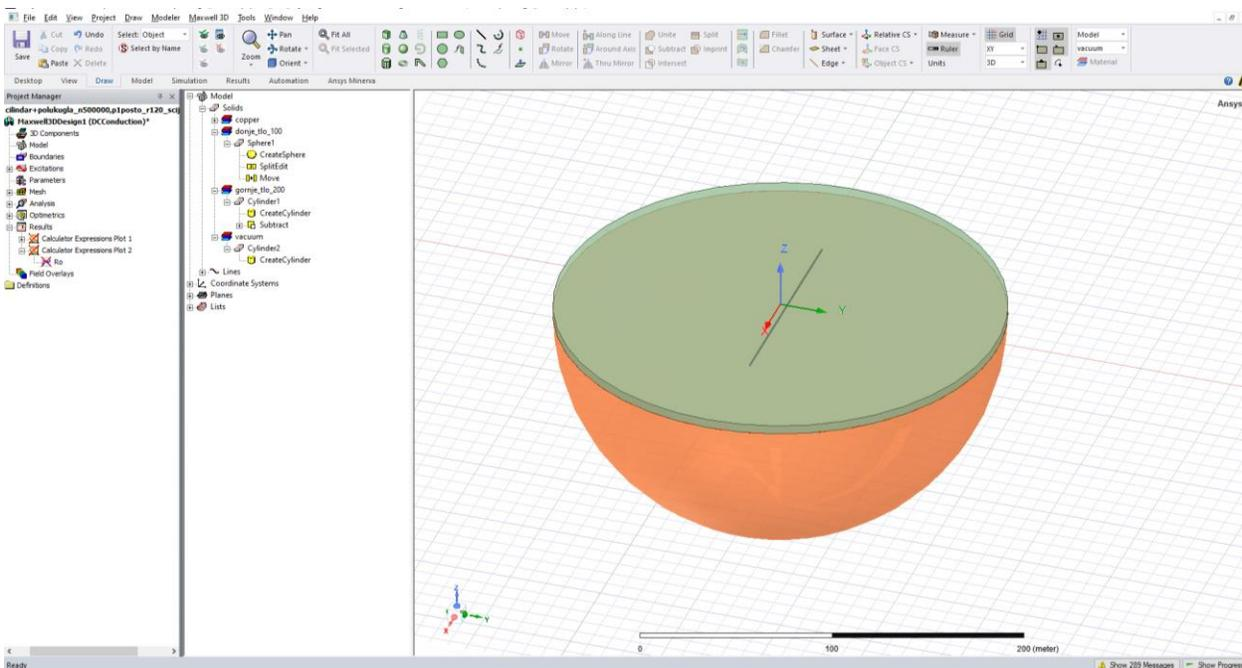 File Edit View Project Draw Modeler Maxwell 3D Tools Window Help
Save
Cut Undo Select: Object
Copy Redo Select by Name
Paste Delete
Zoom
Pan
Rotate
Orient
Fit All
Fit Selected
Move Along Line Unite Split Fillet
Rotate Around Axis Subtract Imprint Chamfer
Mirror Thru Mirror Intersect
Surface Relative CS Measure Grid Model
Sheet Face CS Ruler XY vacuum
Edge Object CS Units 3D Material
Desktop View Draw Model Simulation Results Automation Ansys Minerva
Project Manager
cilindar+polukugla_n500000,p1posto_r120_scij
Maxwell3DDesign1 (DCConduction)*
3D Components
Model
Boundaries
Excitations
Parameters
Mesh
Analysis
Optimetrics
Results
Calculator Expressions Plot 1
Calculator Expressions Plot 2
Ro
Field Overlays
Definitions
Model
Solids
copper
donje_tlo_100
Sphere1
CreateSphere
SplitEdit
Move
gornje_tlo_200
Cylinder1
CreateCylinder
Subtract
vacuum
Cylinder2
CreateCylinder
Lines
Coordinate Systems
Planes
Lists
Ansys
Z
Y
X
Z
Y
X
0 100 200 (meter)
Ready
Show 289 Messages Show Progres